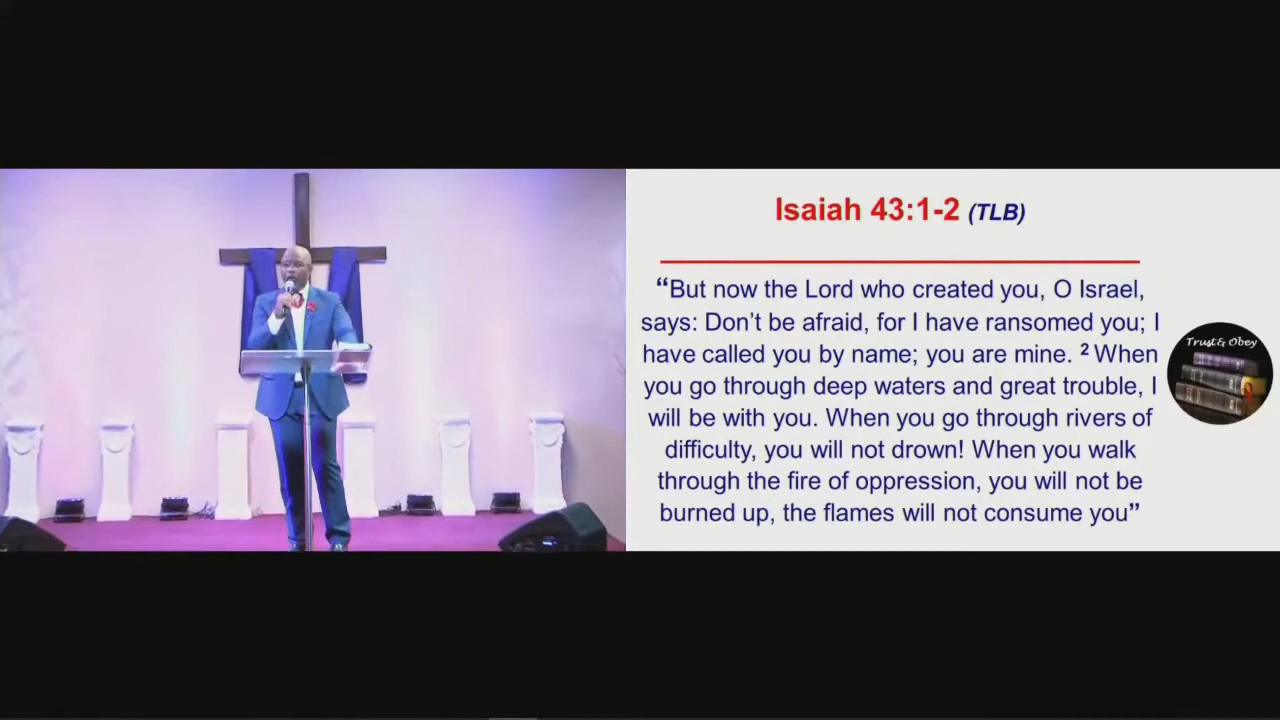 Isaiah 43:1-2 (TLB)
“But now the Lord who created you, O Israel,
says: Don’t be afraid, for I have ransomed you; I
have called you by name; you are mine. ² When
you go through deep waters and great trouble, I
will be with you. When you go through rivers of
difficulty, you will not drown! When you walk
through the fire of oppression, you will not be
burned up, the flames will not consume you”
Trust & Obey